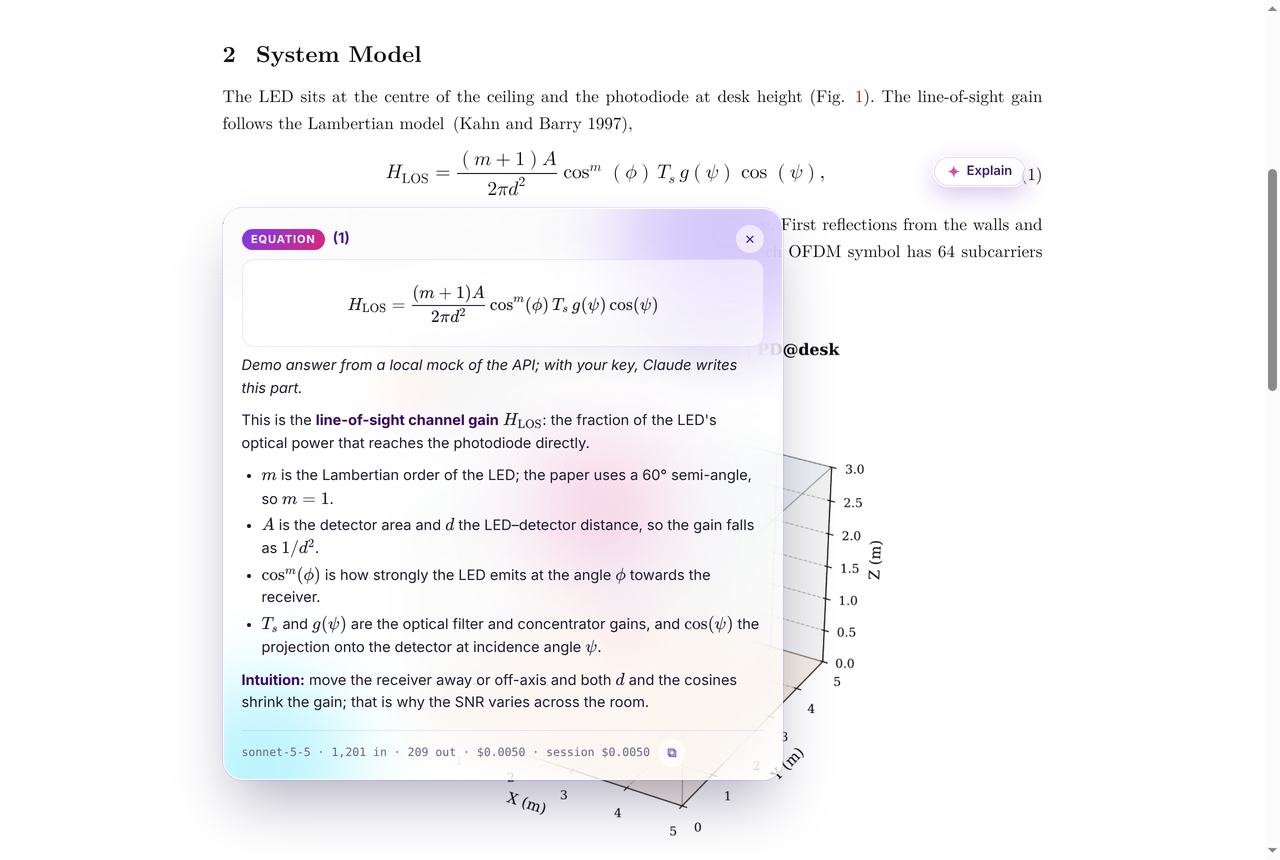 2 System Model
The LED sits at the centre of the ceiling and the photodiode at desk height (Fig. 1). The line-of-sight gain
follows the Lambertian model (Kahn and Barry 1997),
H_LOS = (m + 1) A / 2πd² cos^m (ϕ) T_s g(ψ) cos (ψ),
Explain
(1)
First reflections from the walls and
OFDM symbol has 64 subcarriers
EQUATION (1)
×
H_LOS = (m + 1)A / 2πd² cos^m(ϕ) T_s g(ψ) cos(ψ)
Demo answer from a local mock of the API; with your key, Claude writes
this part.
This is the line-of-sight channel gain H_LOS: the fraction of the LED's
optical power that reaches the photodiode directly.
• m is the Lambertian order of the LED; the paper uses a 60° semi-angle,
so m = 1.
• A is the detector area and d the LED–detector distance, so the gain falls
as 1/d².
• cos^m(ϕ) is how strongly the LED emits at the angle ϕ towards the
receiver.
• T_s and g(ψ) are the optical filter and concentrator gains, and cos(ψ) the
projection onto the detector at incidence angle ψ.
Intuition: move the receiver away or off-axis and both d and the cosines
shrink the gain; that is why the SNR varies across the room.
sonnet-5-5 · 1,201 in · 209 out · $0.0050 · session $0.0050
PD@desk
3.0
2.5
2.0
1.5
1.0
0.5
0.0
Z (m)
5
4
3
2
1
0
Y (m)
2
3
4
5
X (m)